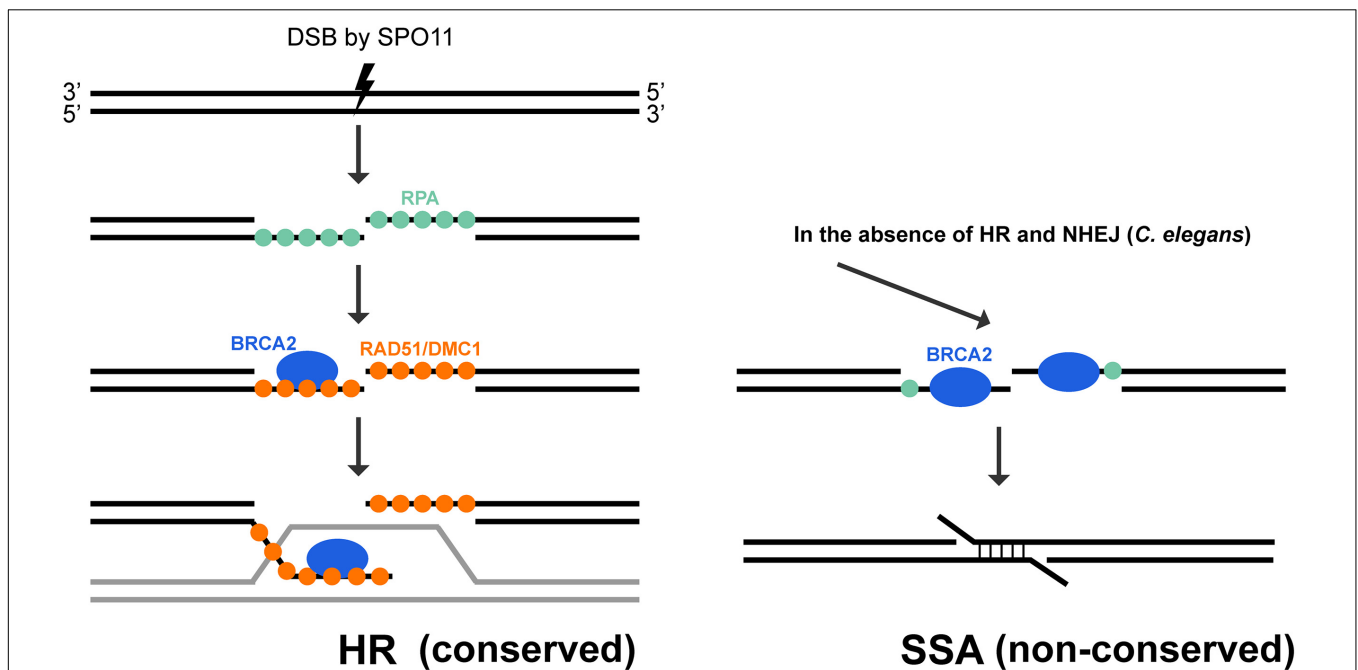 DSB by SPO11
3’ 5’
5’ 3’
RPA
BRCA2 RAD51/DMC1
HR (conserved)
In the absence of HR and NHEJ (C. elegans)
BRCA2
SSA (non-conserved)